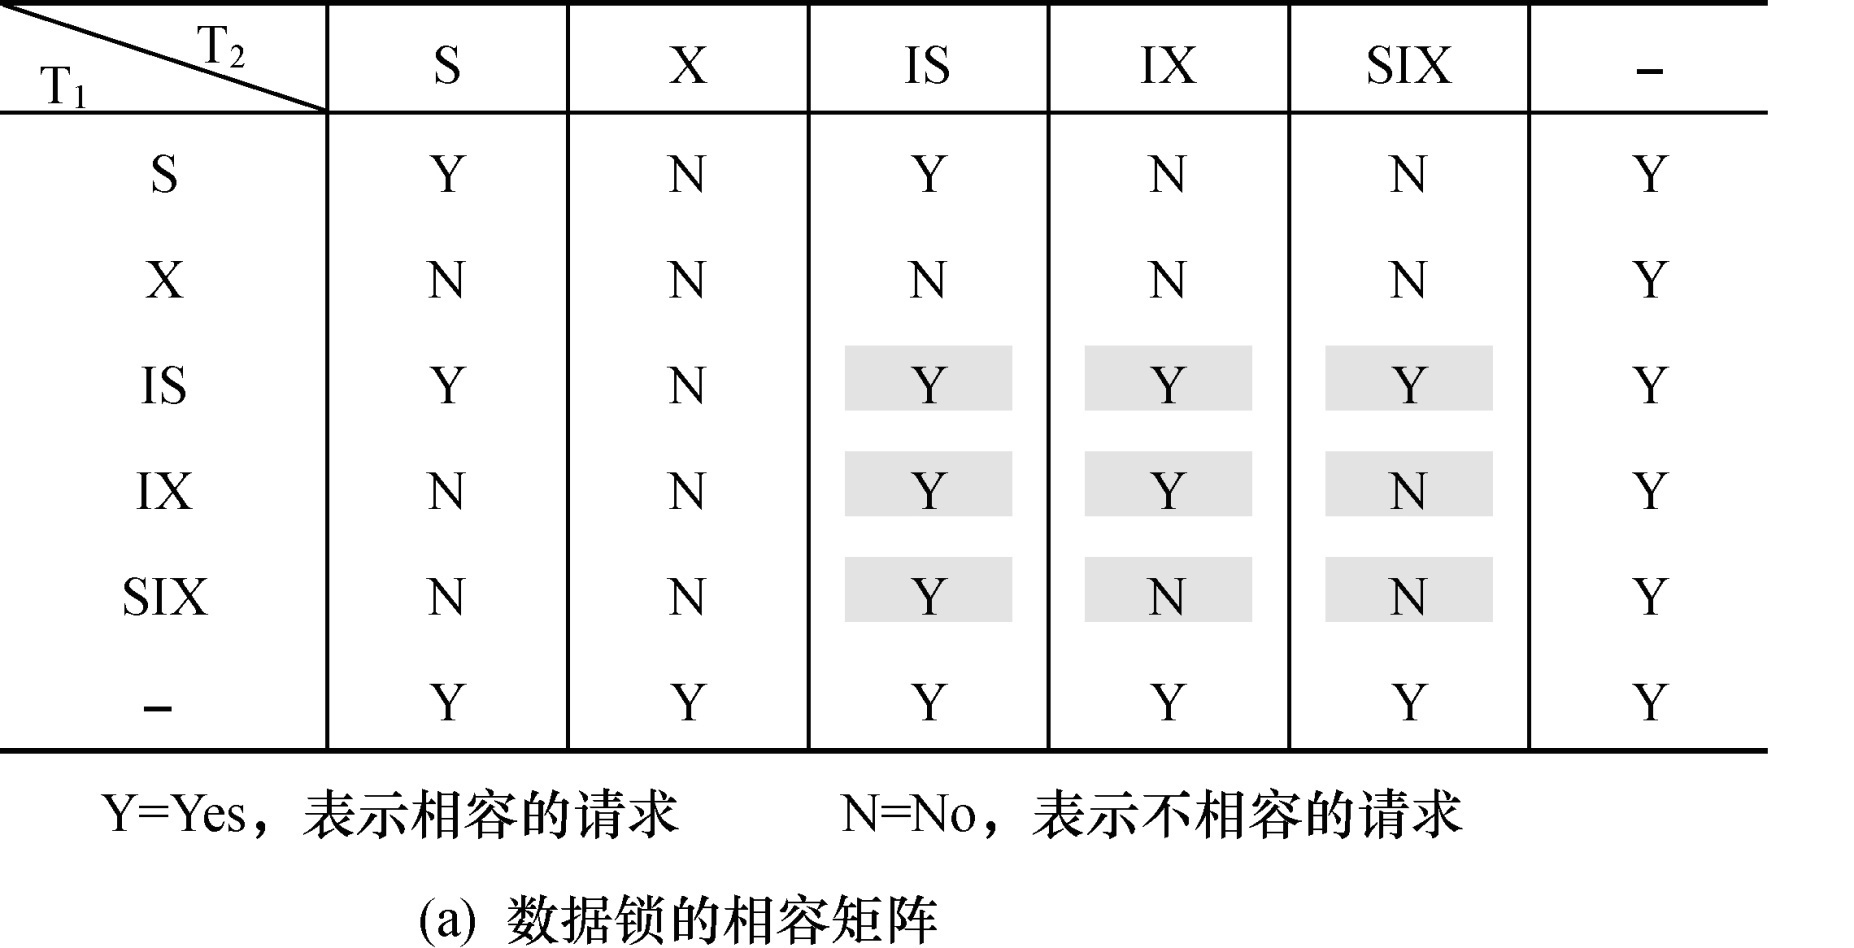 T₁ T₂ S X IS IX SIX –
S Y N Y N N Y
X N N N N N Y
IS Y N Y Y Y Y
IX N N Y Y N Y
SIX N N Y N N Y
– Y Y Y Y Y Y
Y=Yes，表示相容的请求 N=No，表示不相容的请求
(a) 数据锁的相容矩阵